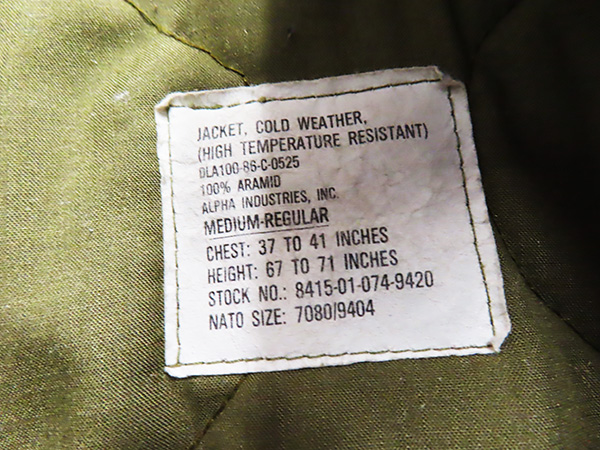 JACKET, COLD WEATHER,
(HIGH TEMPERATURE RESISTANT)
DLA100-86-C-0525
100% ARAMID
ALPHA INDUSTRIES, INC.
MEDIUM-REGULAR
CHEST: 37 TO 41 INCHES
HEIGHT: 67 TO 71 INCHES
STOCK NO.: 8415-01-074-9420
NATO SIZE: 7080/9404